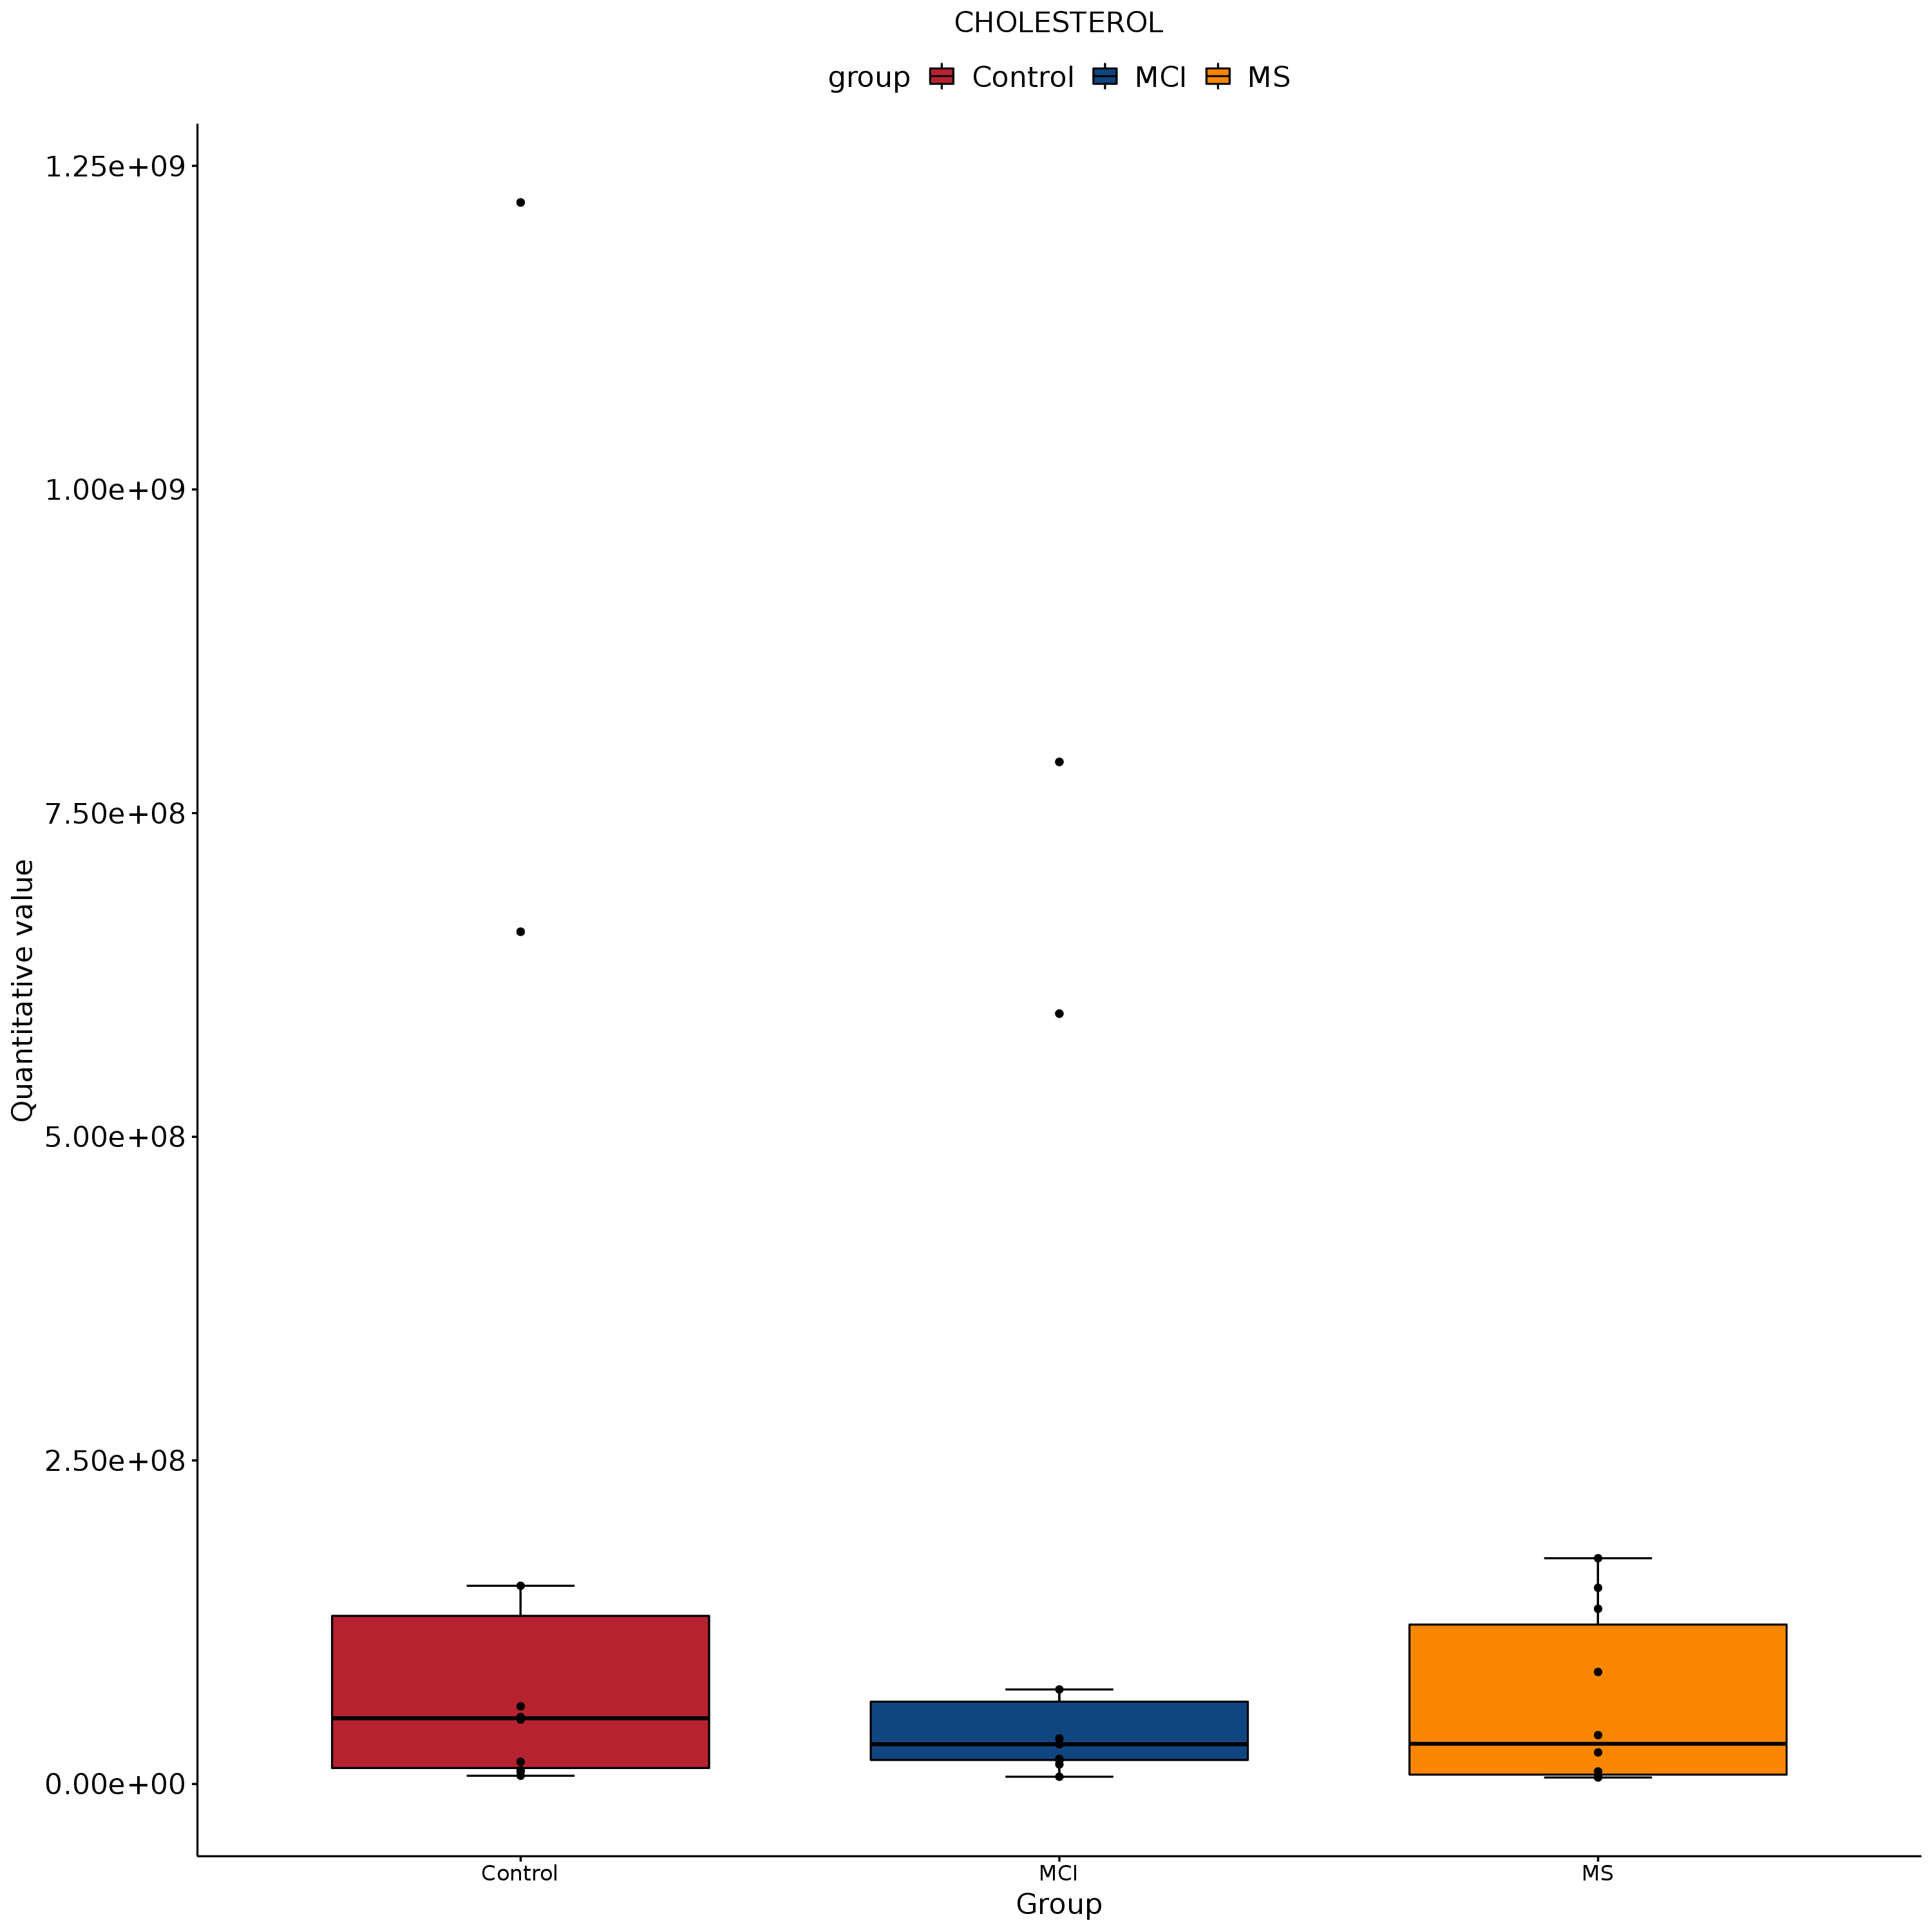 CHOLESTEROL
group Control MCI MS
1.25e+09
1.00e+09
7.50e+08
5.00e+08
2.50e+08
0.00e+00
Quantitative value
Control MCI MS
Group